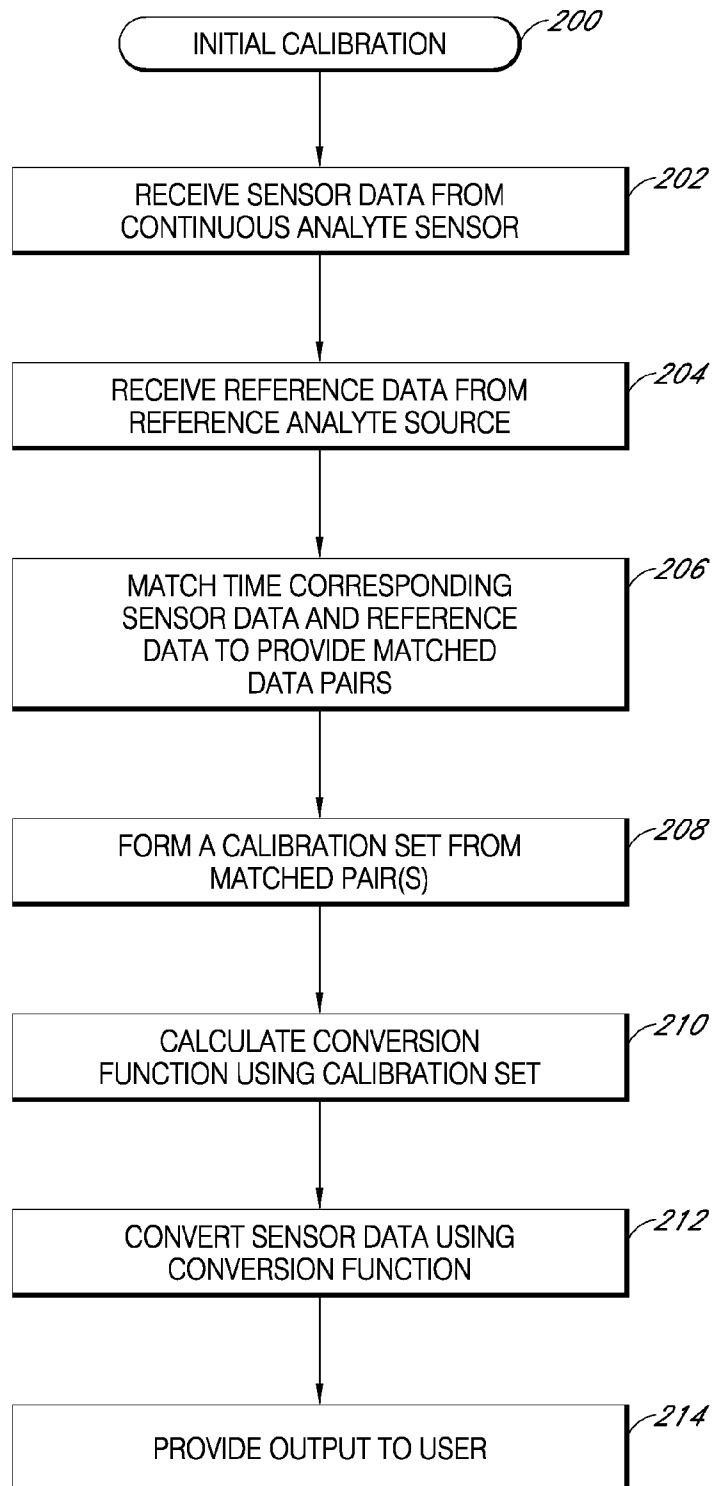 INITIAL CALIBRATION
200
RECEIVE SENSOR DATA FROM
CONTINUOUS ANALYTE SENSOR
202
RECEIVE REFERENCE DATA FROM
REFERENCE ANALYTE SOURCE
204
MATCH TIME CORRESPONDING
SENSOR DATA AND REFERENCE
DATA TO PROVIDE MATCHED
DATA PAIRS
206
FORM A CALIBRATION SET FROM
MATCHED PAIR(S)
208
CALCULATE CONVERSION
FUNCTION USING CALIBRATION SET
210
CONVERT SENSOR DATA USING
CONVERSION FUNCTION
212
PROVIDE OUTPUT TO USER
214